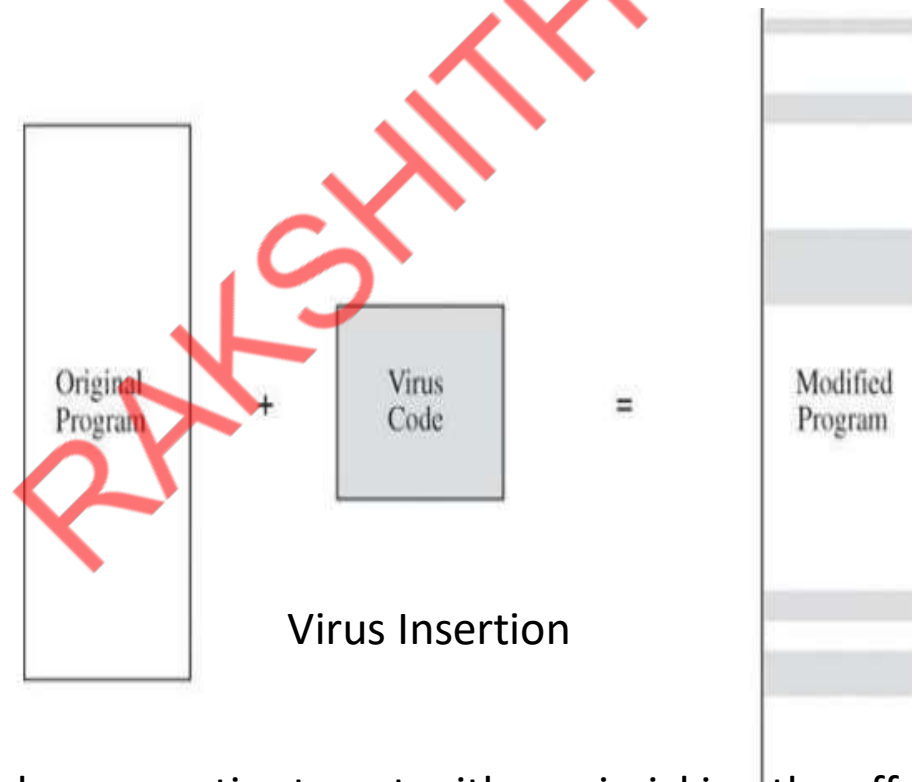 RAKSHITH
Original
Program
+
Virus
Code
=
Modified
Program
Virus Insertion